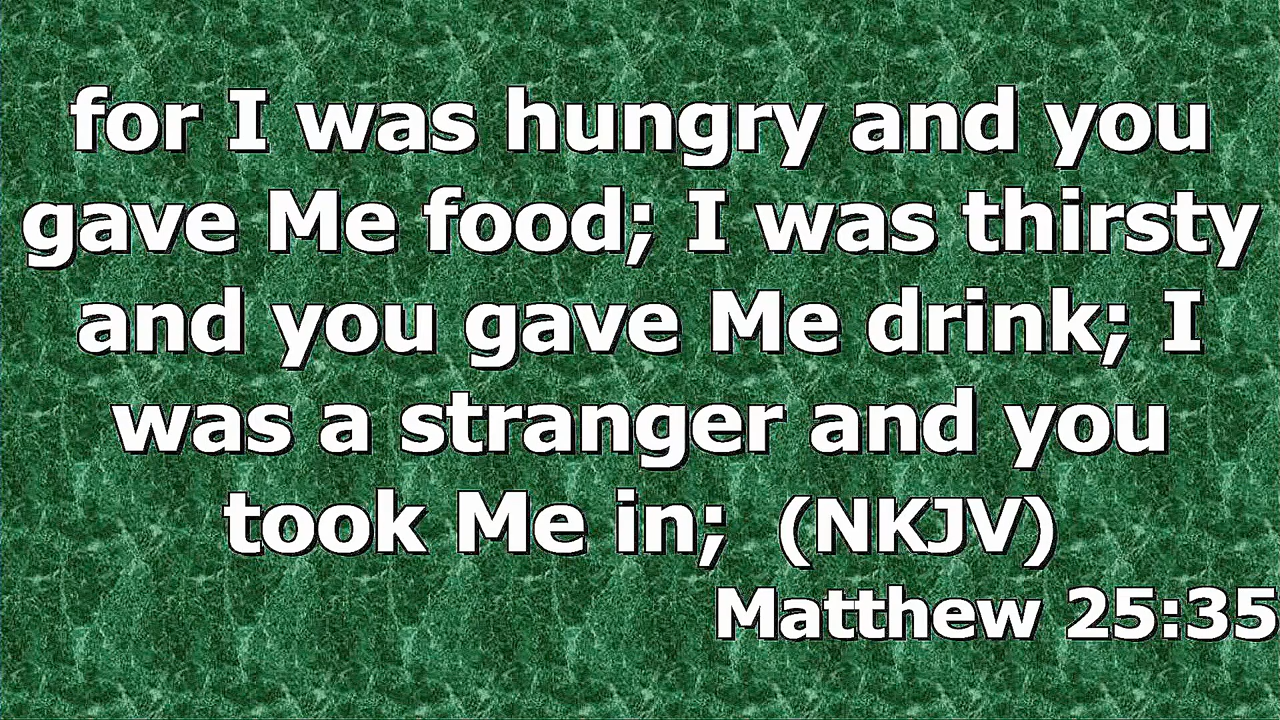 for I was hungry and you
gave Me food; I was thirsty
and you gave Me drink; I
was a stranger and you
took Me in; (NKJV)
Matthew 25:35